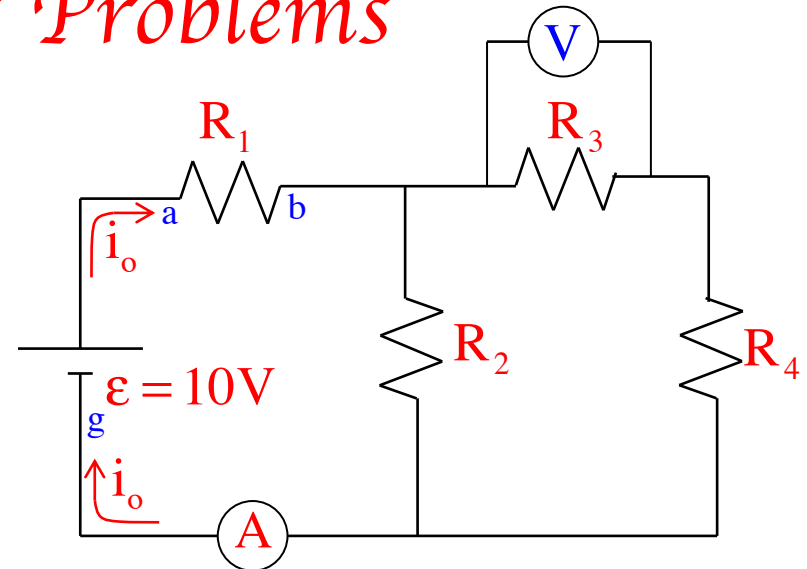 Problems
V
R₁
R₃
a
b
iₒ
R₂
R₄
ε = 10V
g
iₒ
A